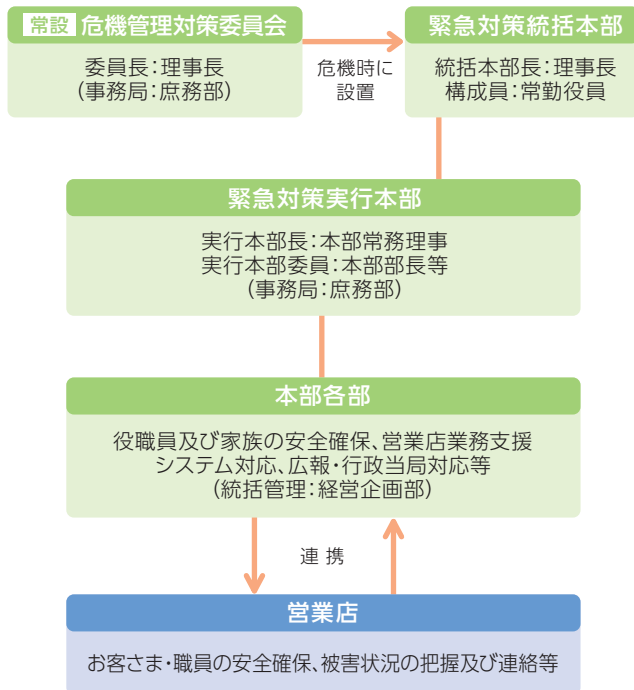 常設 危機管理対策委員会
委員長:理事長
(事務局:庶務部)
危機時に
設置
緊急対策統括本部
統括本部長:理事長
構成員:常勤役員
緊急対策実行本部
実行本部長:本部常務理事
実行本部委員:本部部長等
(事務局:庶務部)
本部各部
役職員及び家族の安全確保、営業店業務支援
システム対応、広報・行政当局対応等
(統括管理:経営企画部)
連 携
営業店
お客さま・職員の安全確保、被害状況の把握及び連絡等